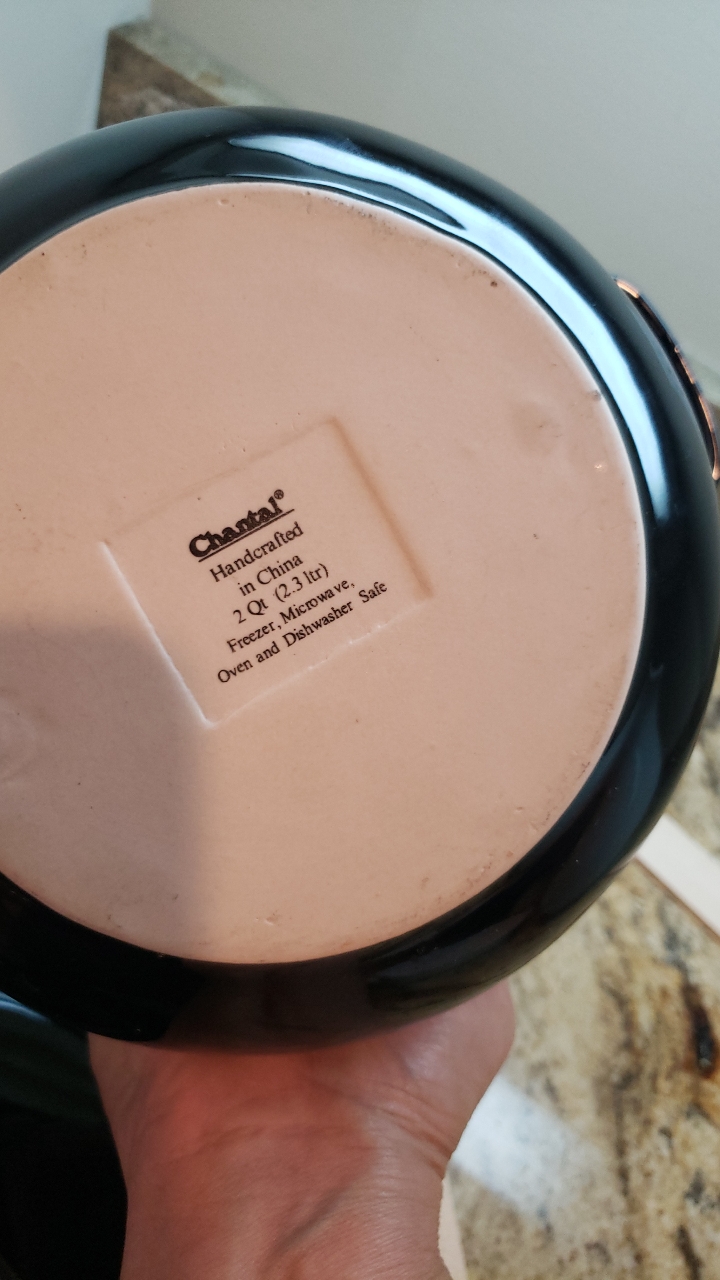 Chantal®
Handcrafted
in China
2 Qt (2.3 ltr)
Freezer, Microwave,
Oven and Dishwasher Safe